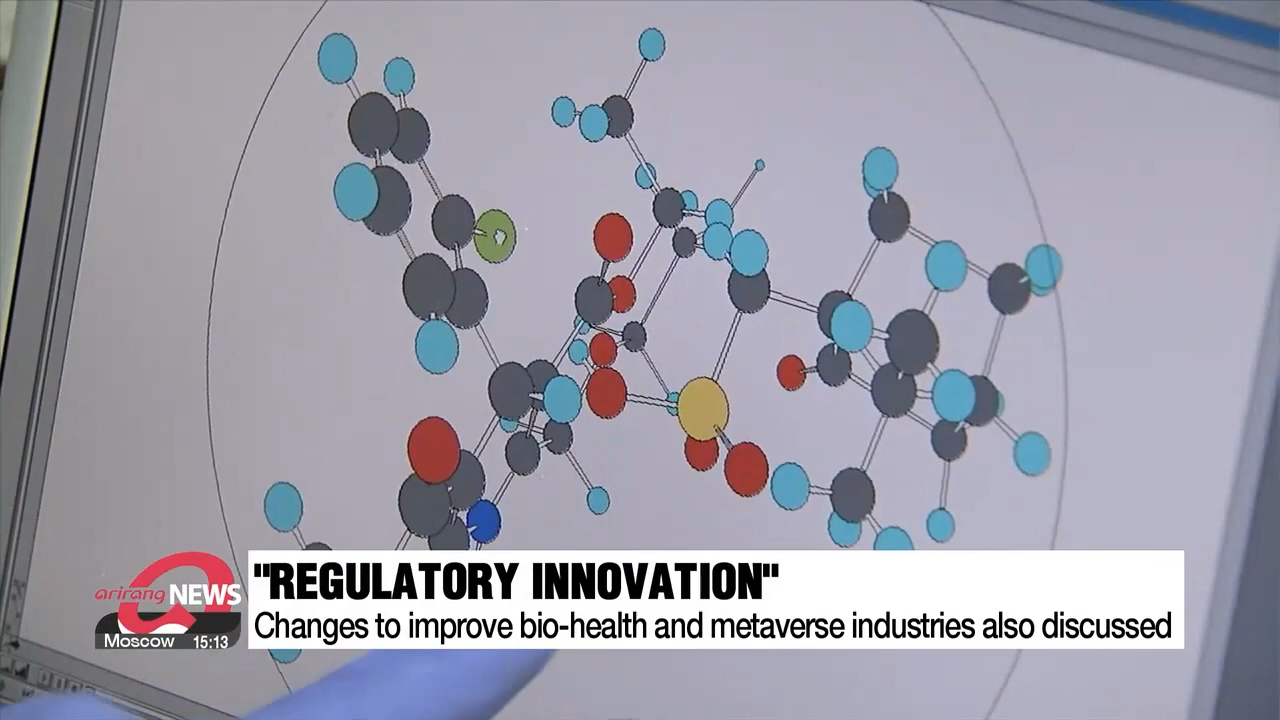 "REGULATORY INNOVATION"
Changes to improve bio-health and metaverse industries also discussed
arirang NEWS
Moscow 15:13